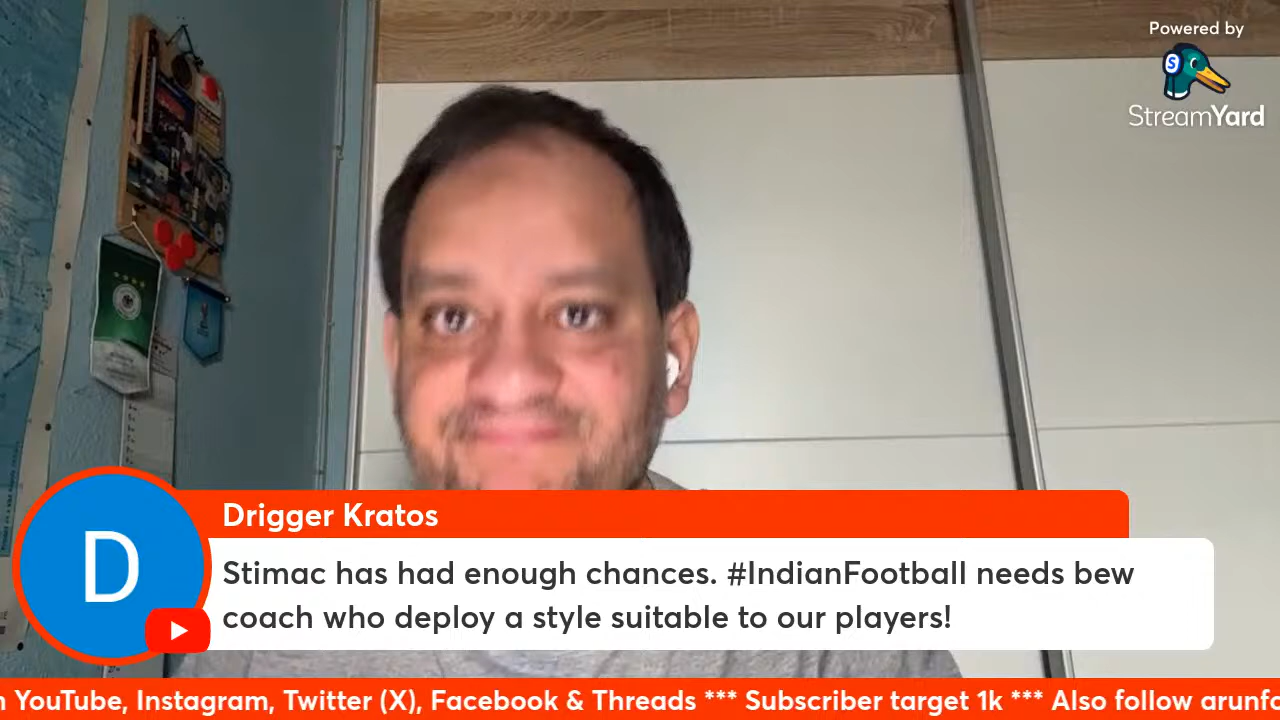 Powered by
StreamYard
Drigger Kratos
Stimac has had enough chances. #IndianFootball needs bew
coach who deploy a style suitable to our players!
D
YouTube, Instagram, Twitter (X), Facebook & Threads *** Subscriber target 1k *** Also follow